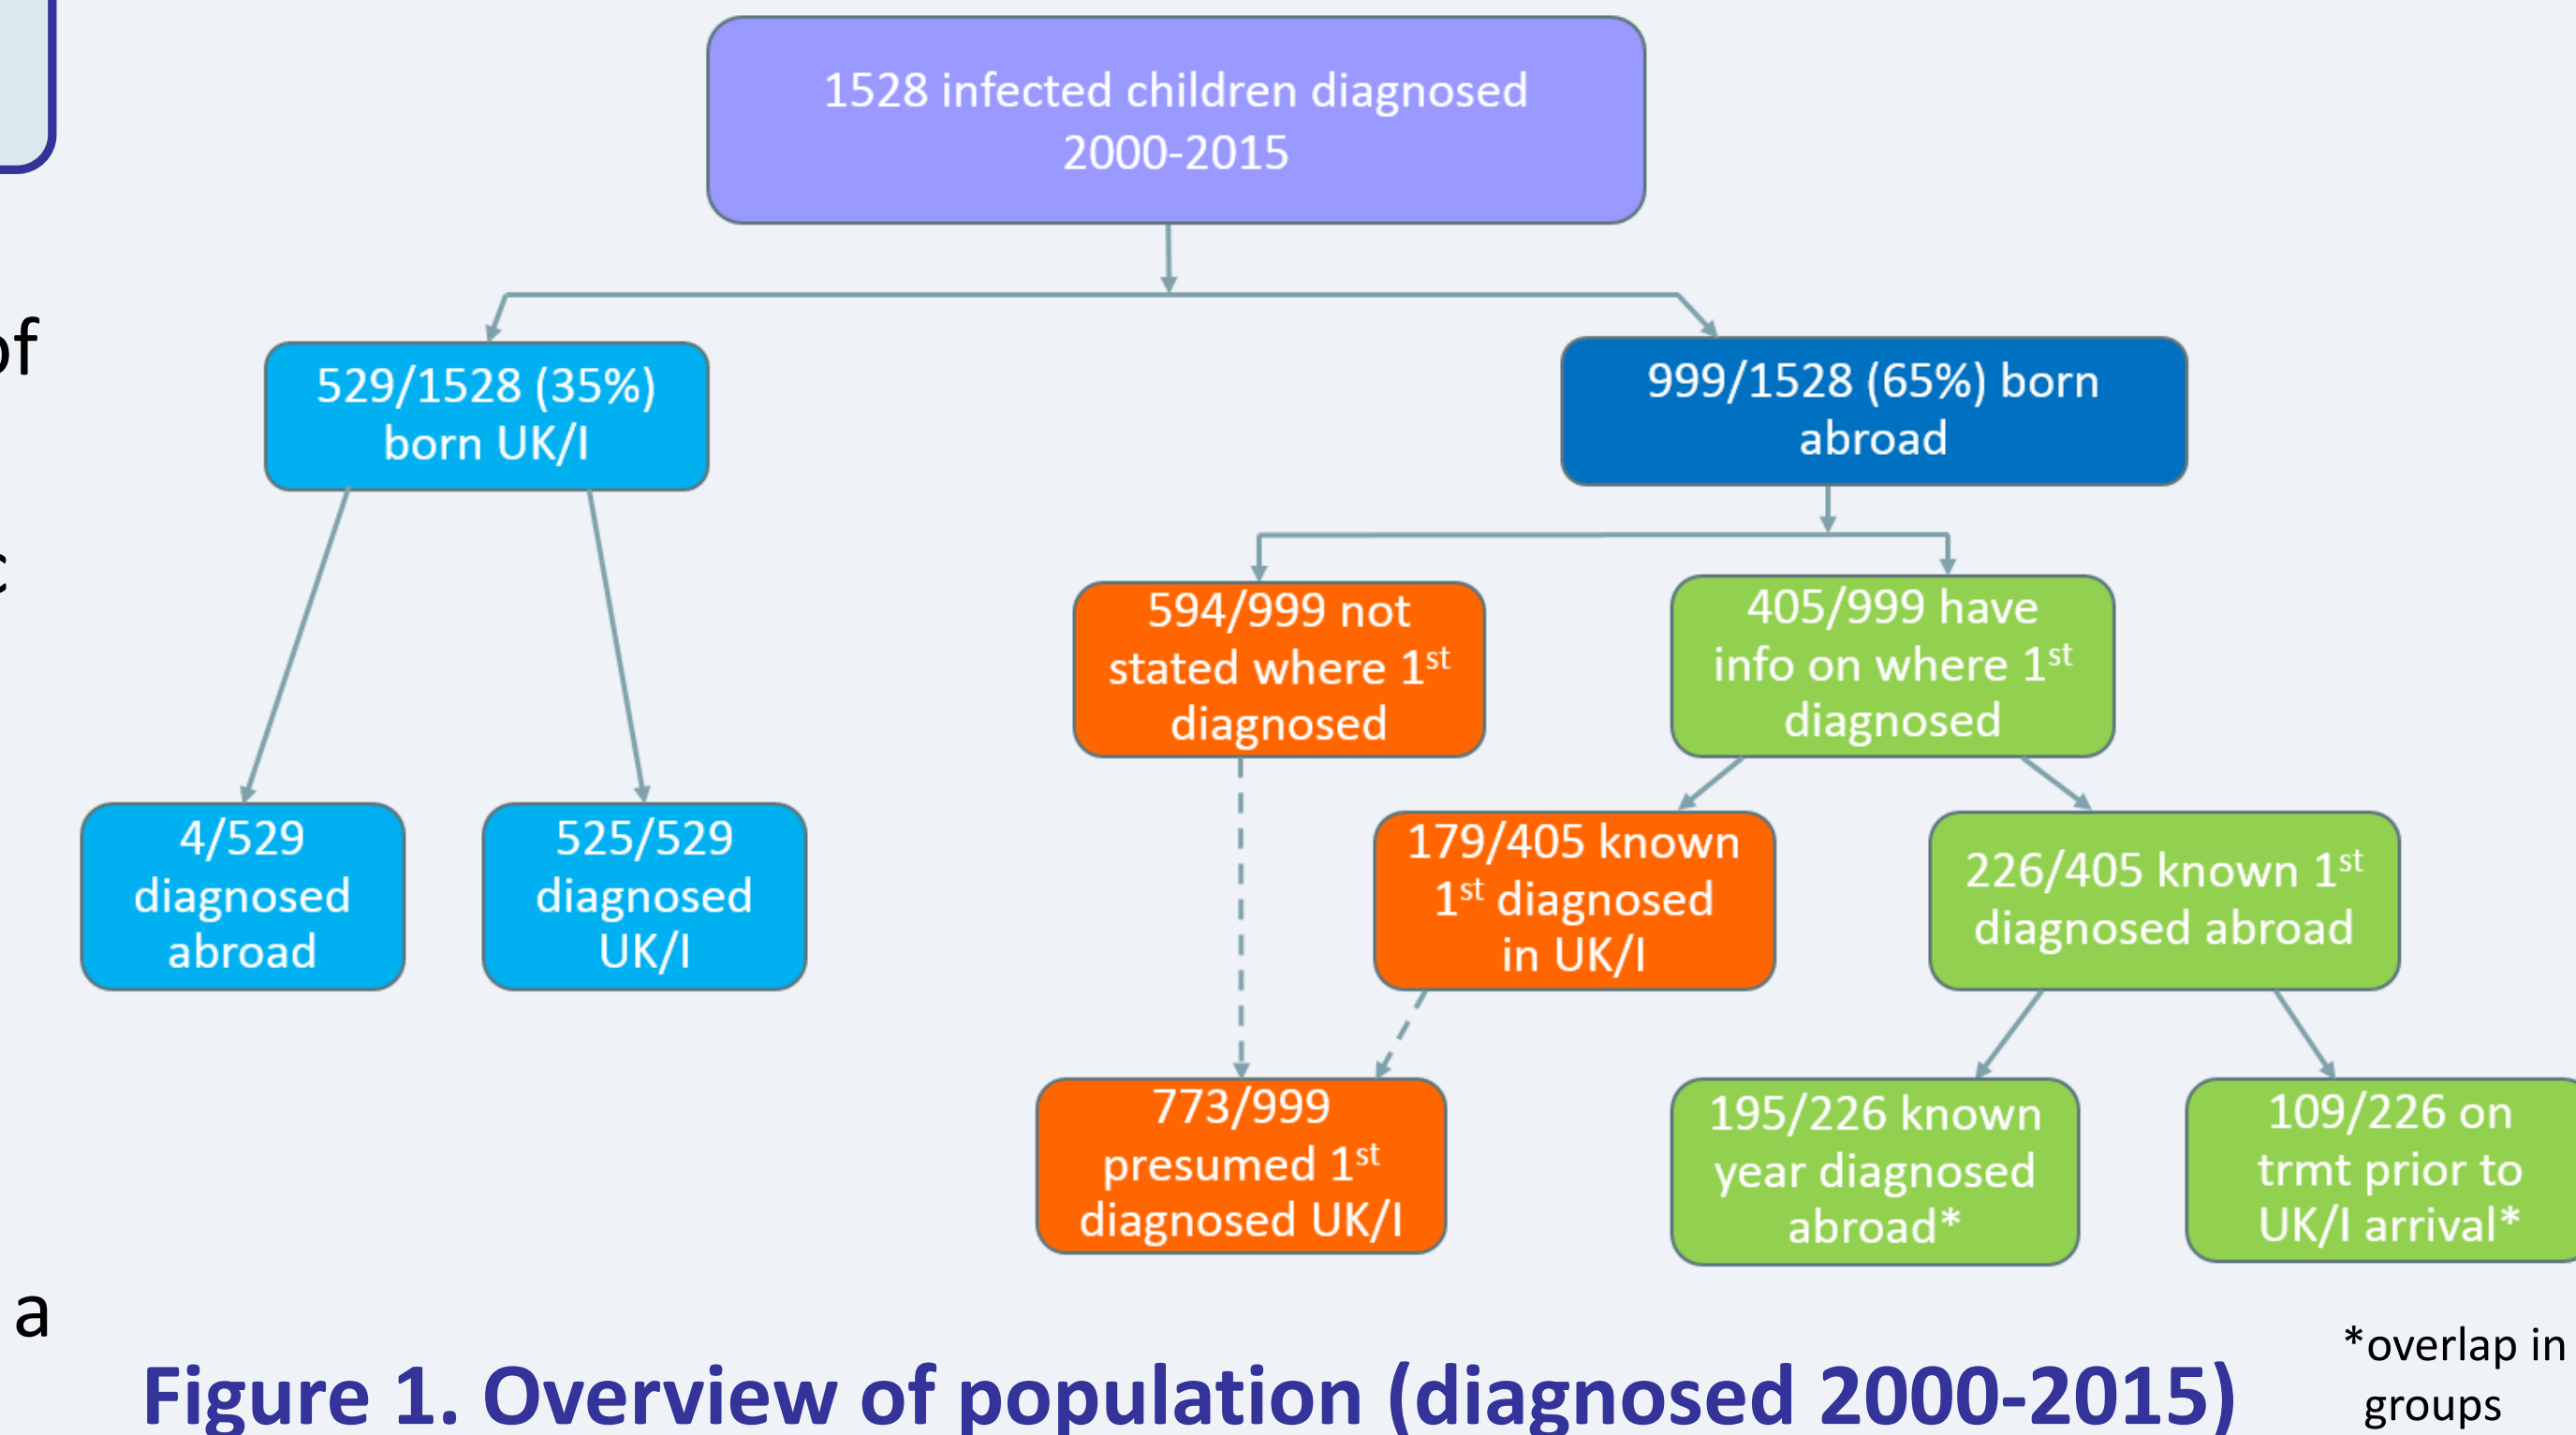 1528 infected children diagnosed
2000-2015
of
529/1528 (35%)
born UK/I
999/1528 (65%) born
abroad
c
594/999 not
stated where 1st
diagnosed
405/999 have
info on where 1st
diagnosed
4/529
diagnosed
abroad
525/529
diagnosed
UK/I
179/405 known
1st diagnosed
in UK/I
226/405 known 1st
diagnosed abroad
773/999
presumed 1st
diagnosed UK/I
195/226 known
year diagnosed
abroad*
109/226 on
trmt prior to
UK/I arrival*
a
*overlap in
groups
Figure 1. Overview of population (diagnosed 2000-2015)